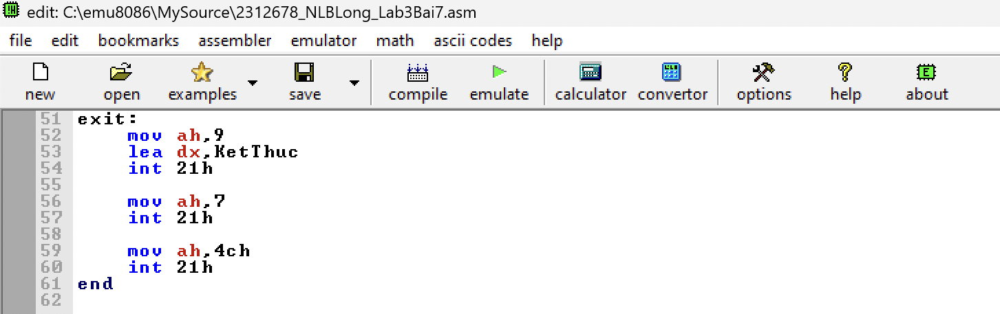 edit: C:\emu8086\MySource\2312678_NLBLong_Lab3Bai7.asm
file edit bookmarks assembler emulator math ascii codes help
new open examples save compile emulate calculator convertor options help about
51 exit:
52 mov ah,9
53 lea dx,KetThuc
54 int 21h
55
56 mov ah,7
57 int 21h
58
59 mov ah,4ch
60 int 21h
61 end
62